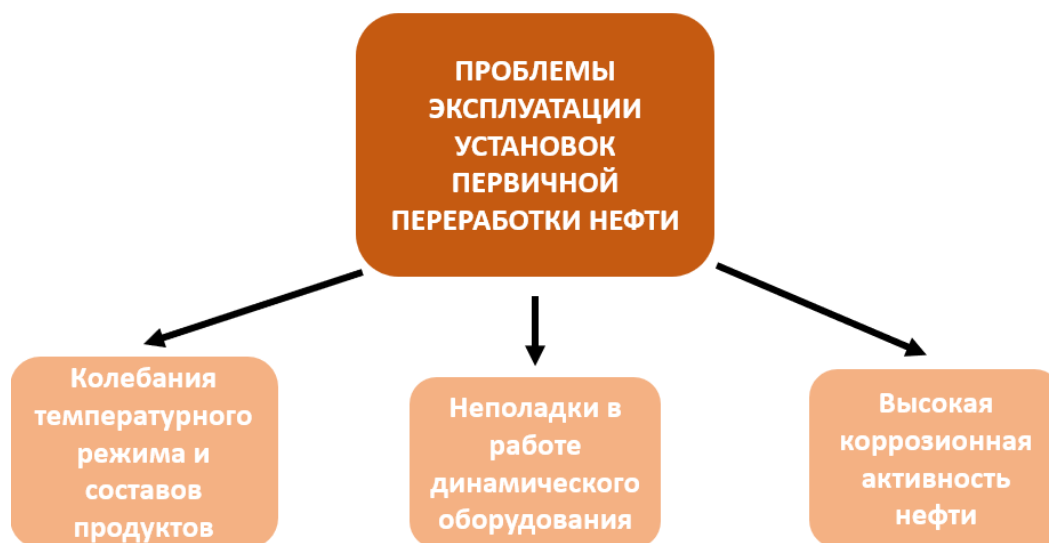 ПРОБЛЕМЫ
ЭКСПЛУАТАЦИИ
УСТАНОВОК
ПЕРВИЧНОЙ
ПЕРЕРАБОТКИ НЕФТИ
Колебания
температурного
режима и
составов
продуктов
Неполадки в
работе
динамического
оборудования
Высокая
коррозионная
активность
нефти